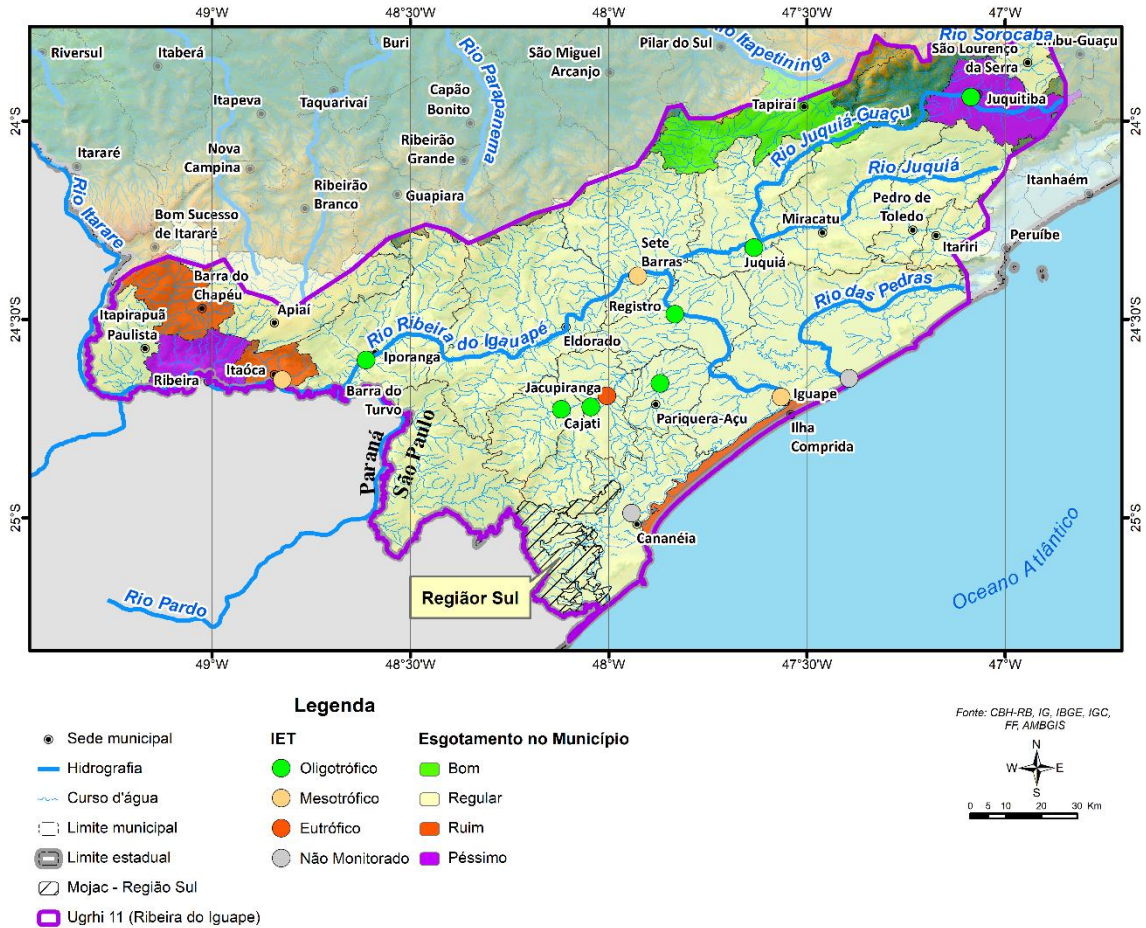 49°W
48°30'W
48°W
47°30'W
47°W
Riversul
Itaberá
Buri
São Miguel
Arcanjo
Pilar do Sul
Rio Itapetininga
Rio Sorocaba
São Lourenço
da Serra
Embu-Guaçu
Itapeva
Taquarivaí
Capão
Bonito
Rio Parapanema
Tapiraí
Juquitiba
24°S
24°S
Rio Juquiá-Guaçu
Itararé
Nova
Campina
Ribeirão
Grande
Rio Juquiá
Itanhaém
Rio Itarare
Ribeirão
Branco
Guapiara
Bom Sucesso
de Itararé
Miracatu
Pedro de
Toledo
Itariri
Peruíbe
Sete
Barras
Juquiá
Barra do
Chapéu
Rio das Pedras
24°30'S
24°30'S
Itapirapuã
Paulista
Apiaí
Registro
Rio Ribeira do Igauapé
Eldorado
Iporanga
Ribeira
Itaóca
Barra do
Turvo
Jacupiranga
Cajati
Pariquera-Açu
Iguape
Ilha
Comprida
Paraná
São Paulo
25°S
25°S
Cananéia
Oceano Atlântico
Regiãor Sul
Rio Pardo
49°W
48°30'W
48°W
47°30'W
47°W
Legenda
Sede municipal
Hidrografia
Curso d'água
Limite municipal
Limite estadual
Mojac - Região Sul
Ugrhi 11 (Ribeira do Iguape)
IET
Oligotrófico
Mesotrófico
Eutrófico
Não Monitorado
Esgotamento no Município
Bom
Regular
Ruim
Péssimo
Fonte: CBH-RB, IG, IBGE, IGC,
FF, AMBGIS
N
W
E
S
0 5 10 20 30 Km